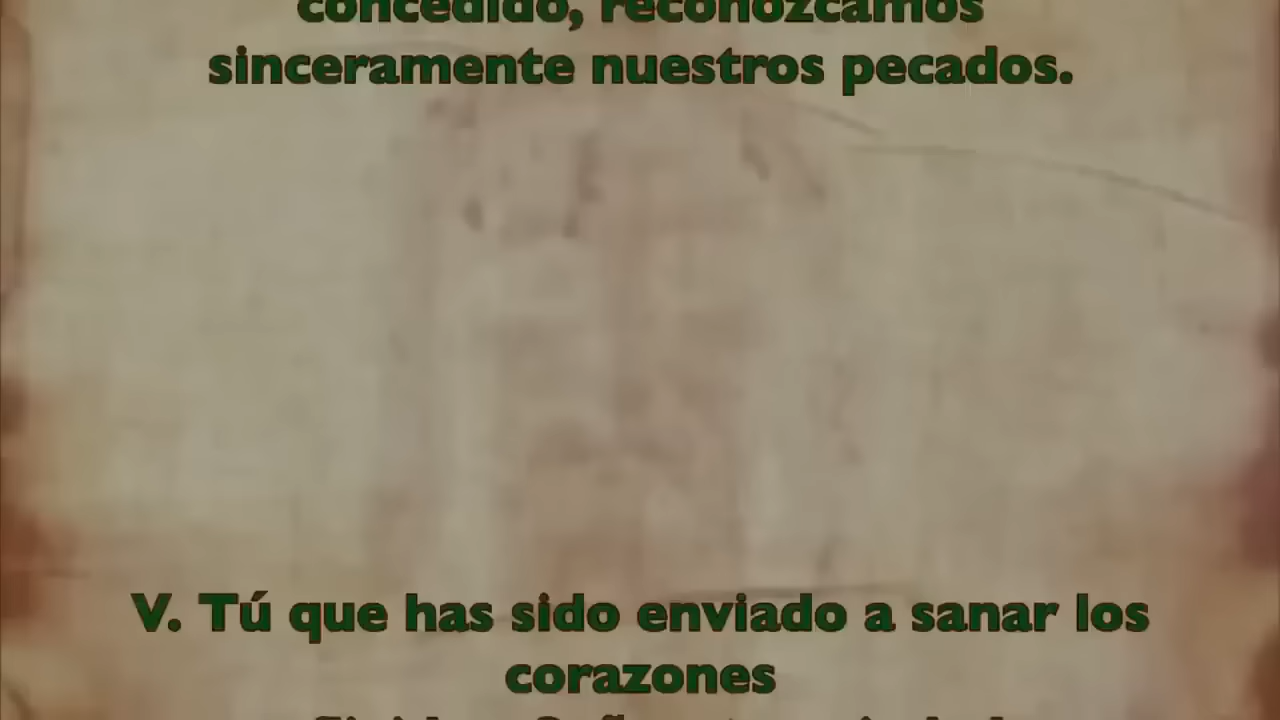 concedido, reconozcamos
sinceramente nuestros pecados.
V. Tú que has sido enviado a sanar los
corazones